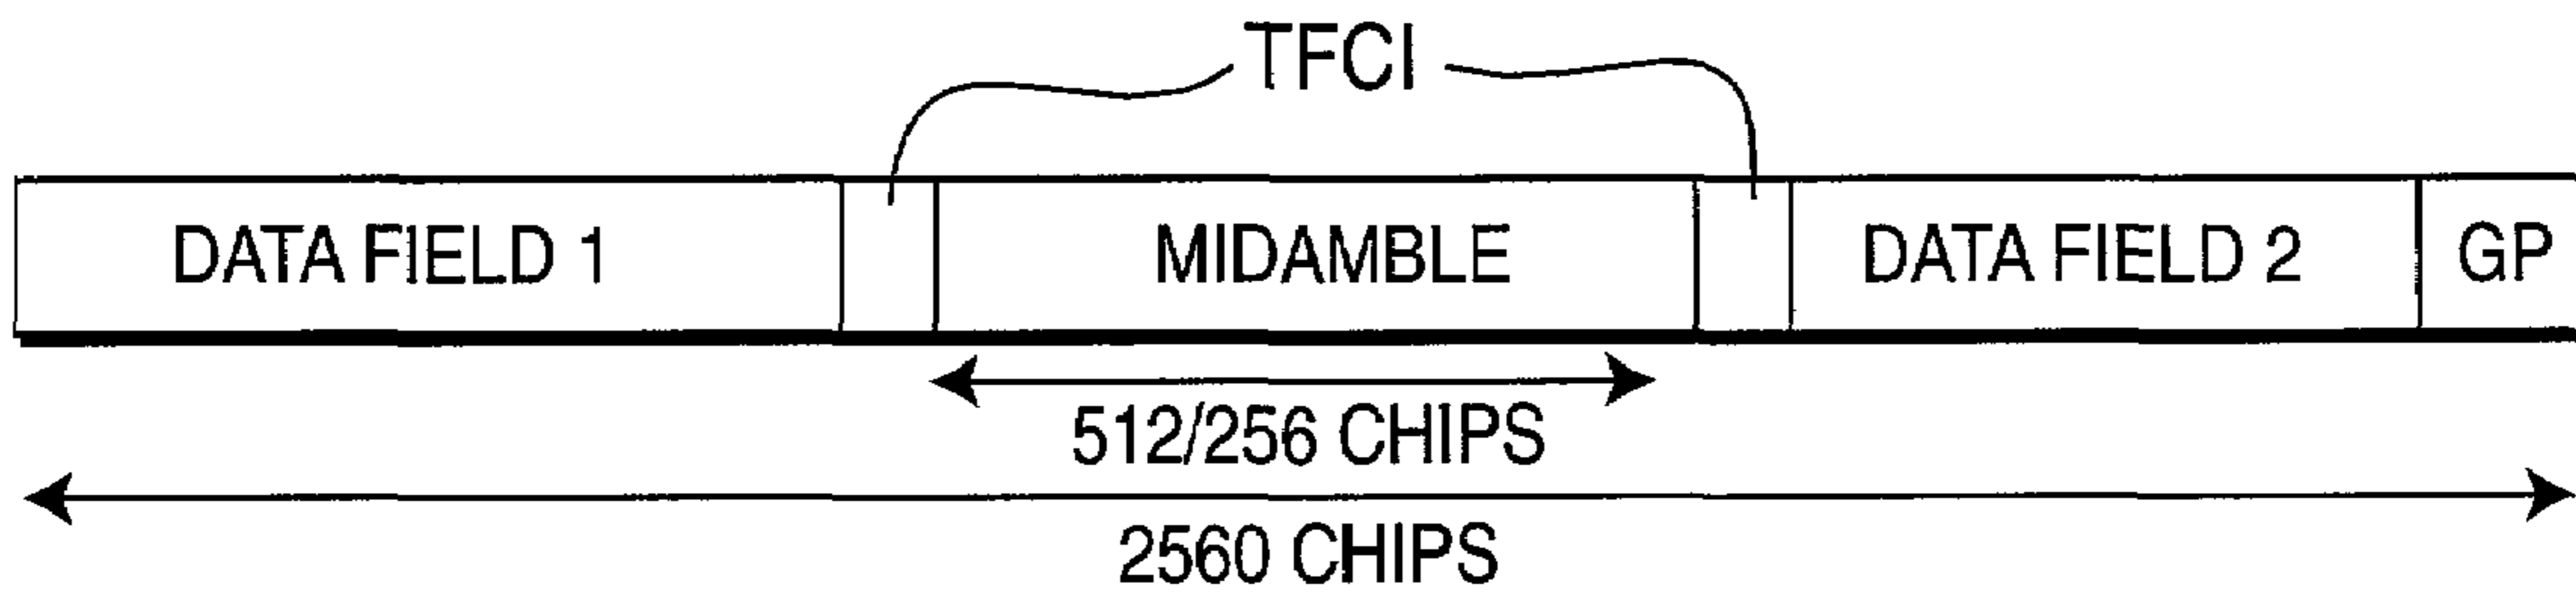 TFCI
DATA FIELD 1
MIDAMBLE
DATA FIELD 2
GP
512/256 CHIPS
2560 CHIPS